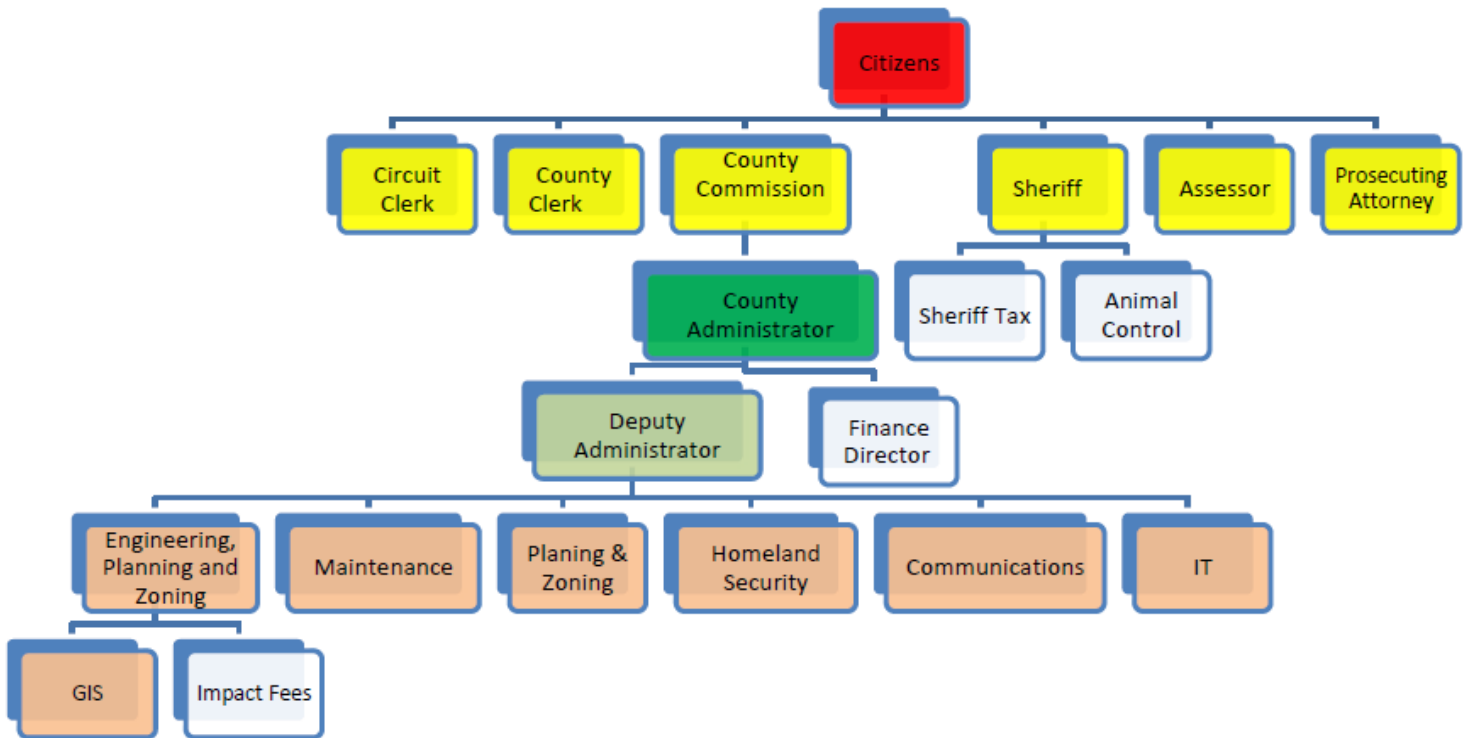 Citizens
Circuit
Clerk
County
Clerk
County
Commission
Sheriff
Assessor
Prosecuting
Attorney
County
Administrator
Sheriff Tax
Animal
Control
Deputy
Administrator
Finance
Director
Engineering,
Planning and
Zoning
Maintenance
Planing &
Zoning
Homeland
Security
Communications
IT
GIS
Impact Fees